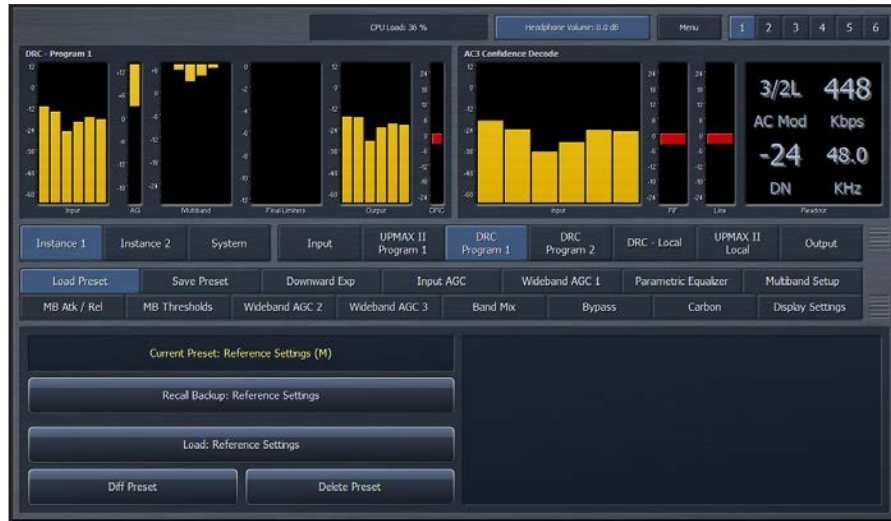 CPU Load: 36 %
Headphone Volume: 0.0 dB
Menu
1 2 3 4 5 6
DRC - Program 1
AC3 Confidence Decode
3/2L 448
AC Mod Kbps
-24 48.0
DN KHz
Input AG Multiband Final Limiters Output DRC
Input RF Line Readout
Instance 1 Instance 2 System Input UPMAX II Program 1 DRC Program 1 DRC Program 2 DRC - Local UPMAX II Local Output
Load Preset Save Preset Downward Exp Input AGC Wideband AGC 1 Parametric Equalizer Multiband Setup
MB Atk / Rel MB Thresholds Wideband AGC 2 Wideband AGC 3 Band Mix Bypass Carbon Display Settings
Current Preset: Reference Settings (M)
Recall Backup: Reference Settings
Load: Reference Settings
Diff Preset Delete Preset